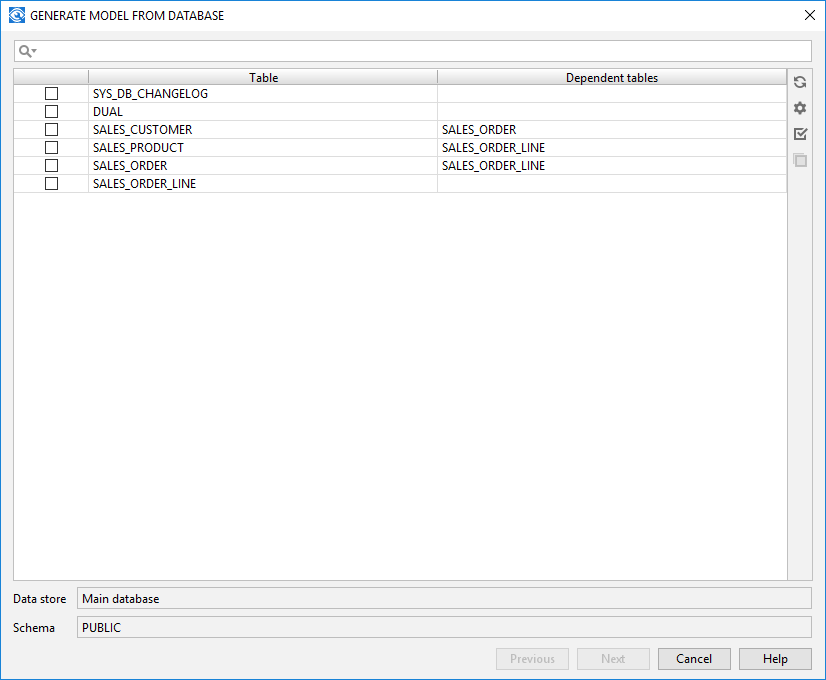 GENERATE MODEL FROM DATABASE
Table Dependent tables
SYS_DB_CHANGELOG
DUAL
SALES_CUSTOMER SALES_ORDER
SALES_PRODUCT SALES_ORDER_LINE
SALES_ORDER SALES_ORDER_LINE
SALES_ORDER_LINE
Data store Main database
Schema PUBLIC
Previous Next Cancel Help